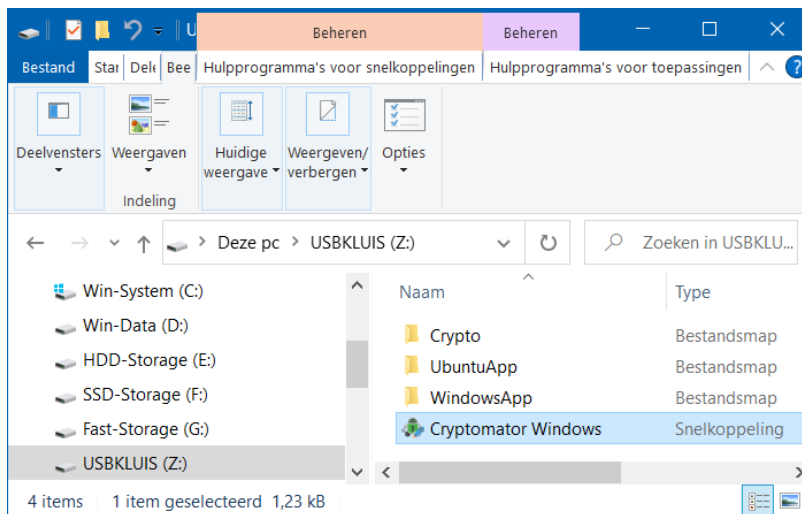 U Beheren Beheren
Bestand Star Dele Bee Hulpprogramma's voor snelkoppelingen Hulpprogramma's voor toepassingen ?
Deelvensters Weergaven Huidige weergave Weergeven/ verbergen Opties
Indeling
Deze pc > USBKLUIS (Z:) Zoeken in USBKLU...
Win-System (C:)
Win-Data (D:)
HDD-Storage (E:)
SSD-Storage (F:)
Fast-Storage (G:)
USBKLUIS (Z:)
Naam Type
Crypto Bestandsmap
UbuntuApp Bestandsmap
WindowsApp Bestandsmap
Cryptomator Windows Snelkoppeling
4 items 1 item geselecteerd 1,23 kB